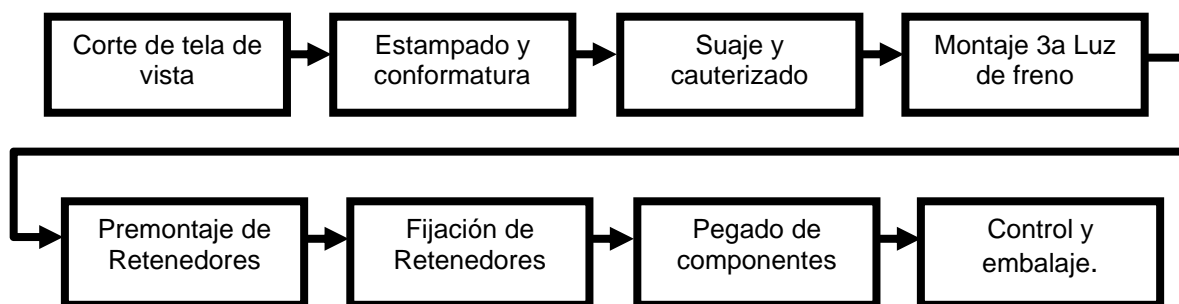 Corte de tela de
vista
Estampado y
conformatura
Suaje y
cauterizado
Montaje 3a Luz
de freno
Premontaje de
Retenedores
Fijación de
Retenedores
Pegado de
componentes
Control y
embalaje.